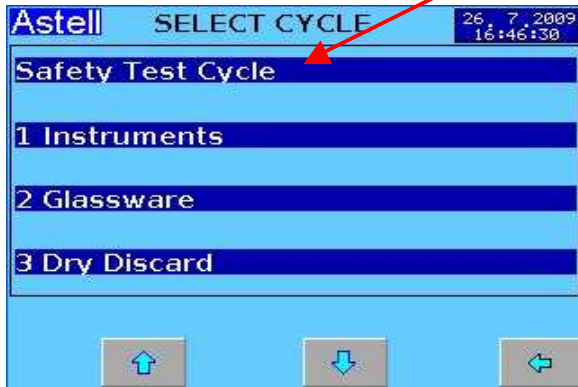 Astell SELECT CYCLE 26. 7.2009
16:46:30
Safety Test Cycle
1 Instruments
2 Glassware
3 Dry Discard